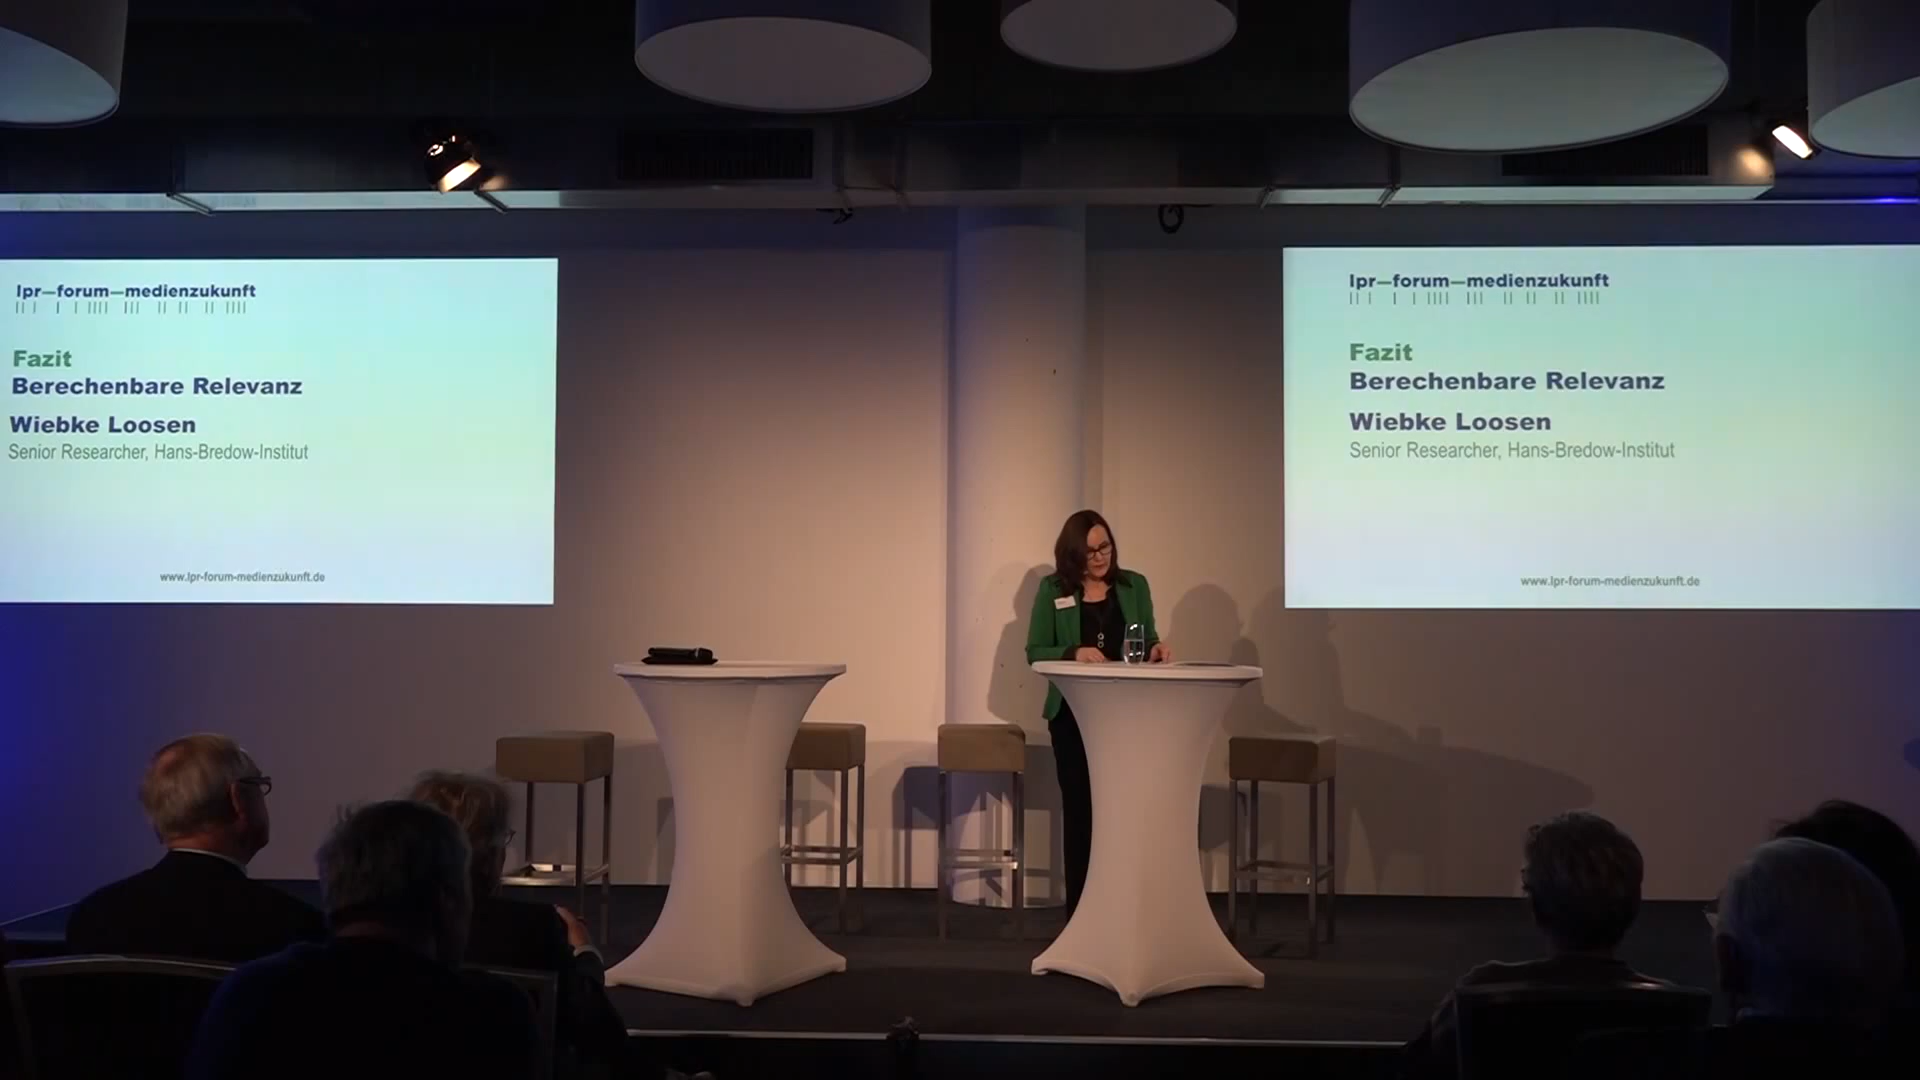 lpr—forum—medienzukunft
Fazit
Berechenbare Relevanz
Wiebke Loosen
Senior Researcher, Hans-Bredow-Institut
www.lpr-forum-medienzukunft.de
lpr—forum—medienzukunft
Fazit
Berechenbare Relevanz
Wiebke Loosen
Senior Researcher, Hans-Bredow-Institut
www.lpr-forum-medienzukunft.de